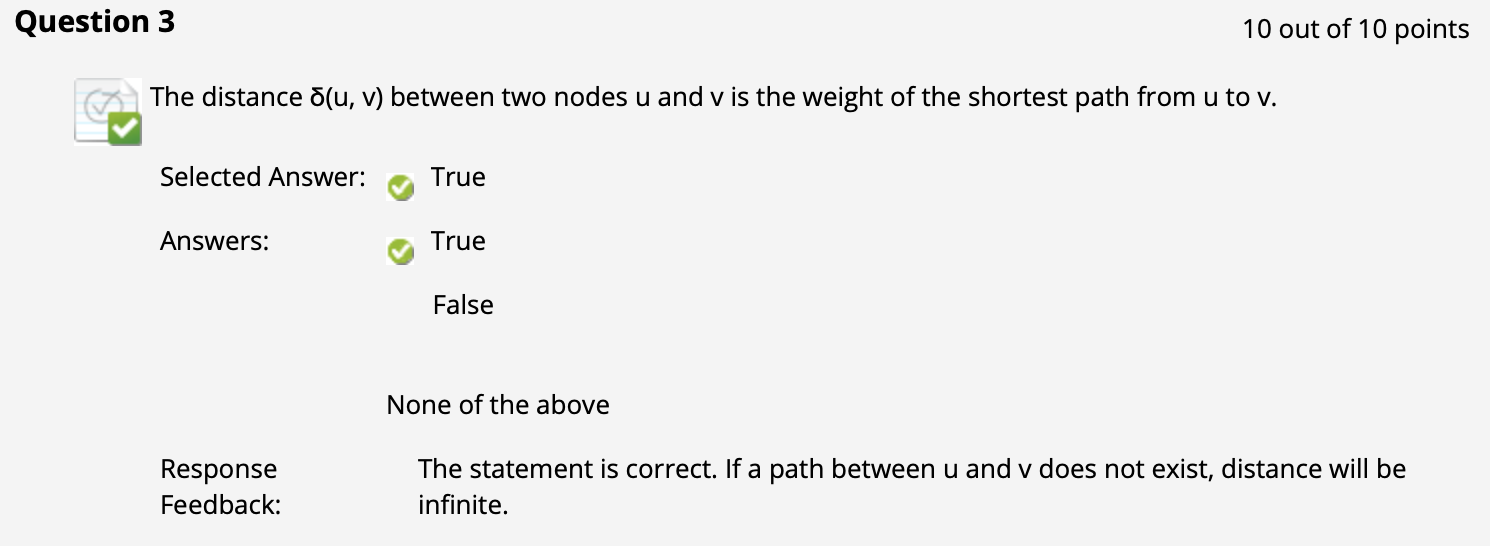 Question 3
10 out of 10 points
The distance δ(u, v) between two nodes u and v is the weight of the shortest path from u to v.
Selected Answer: True
Answers: True
False
None of the above
Response The statement is correct. If a path between u and v does not exist, distance will be
Feedback: infinite.